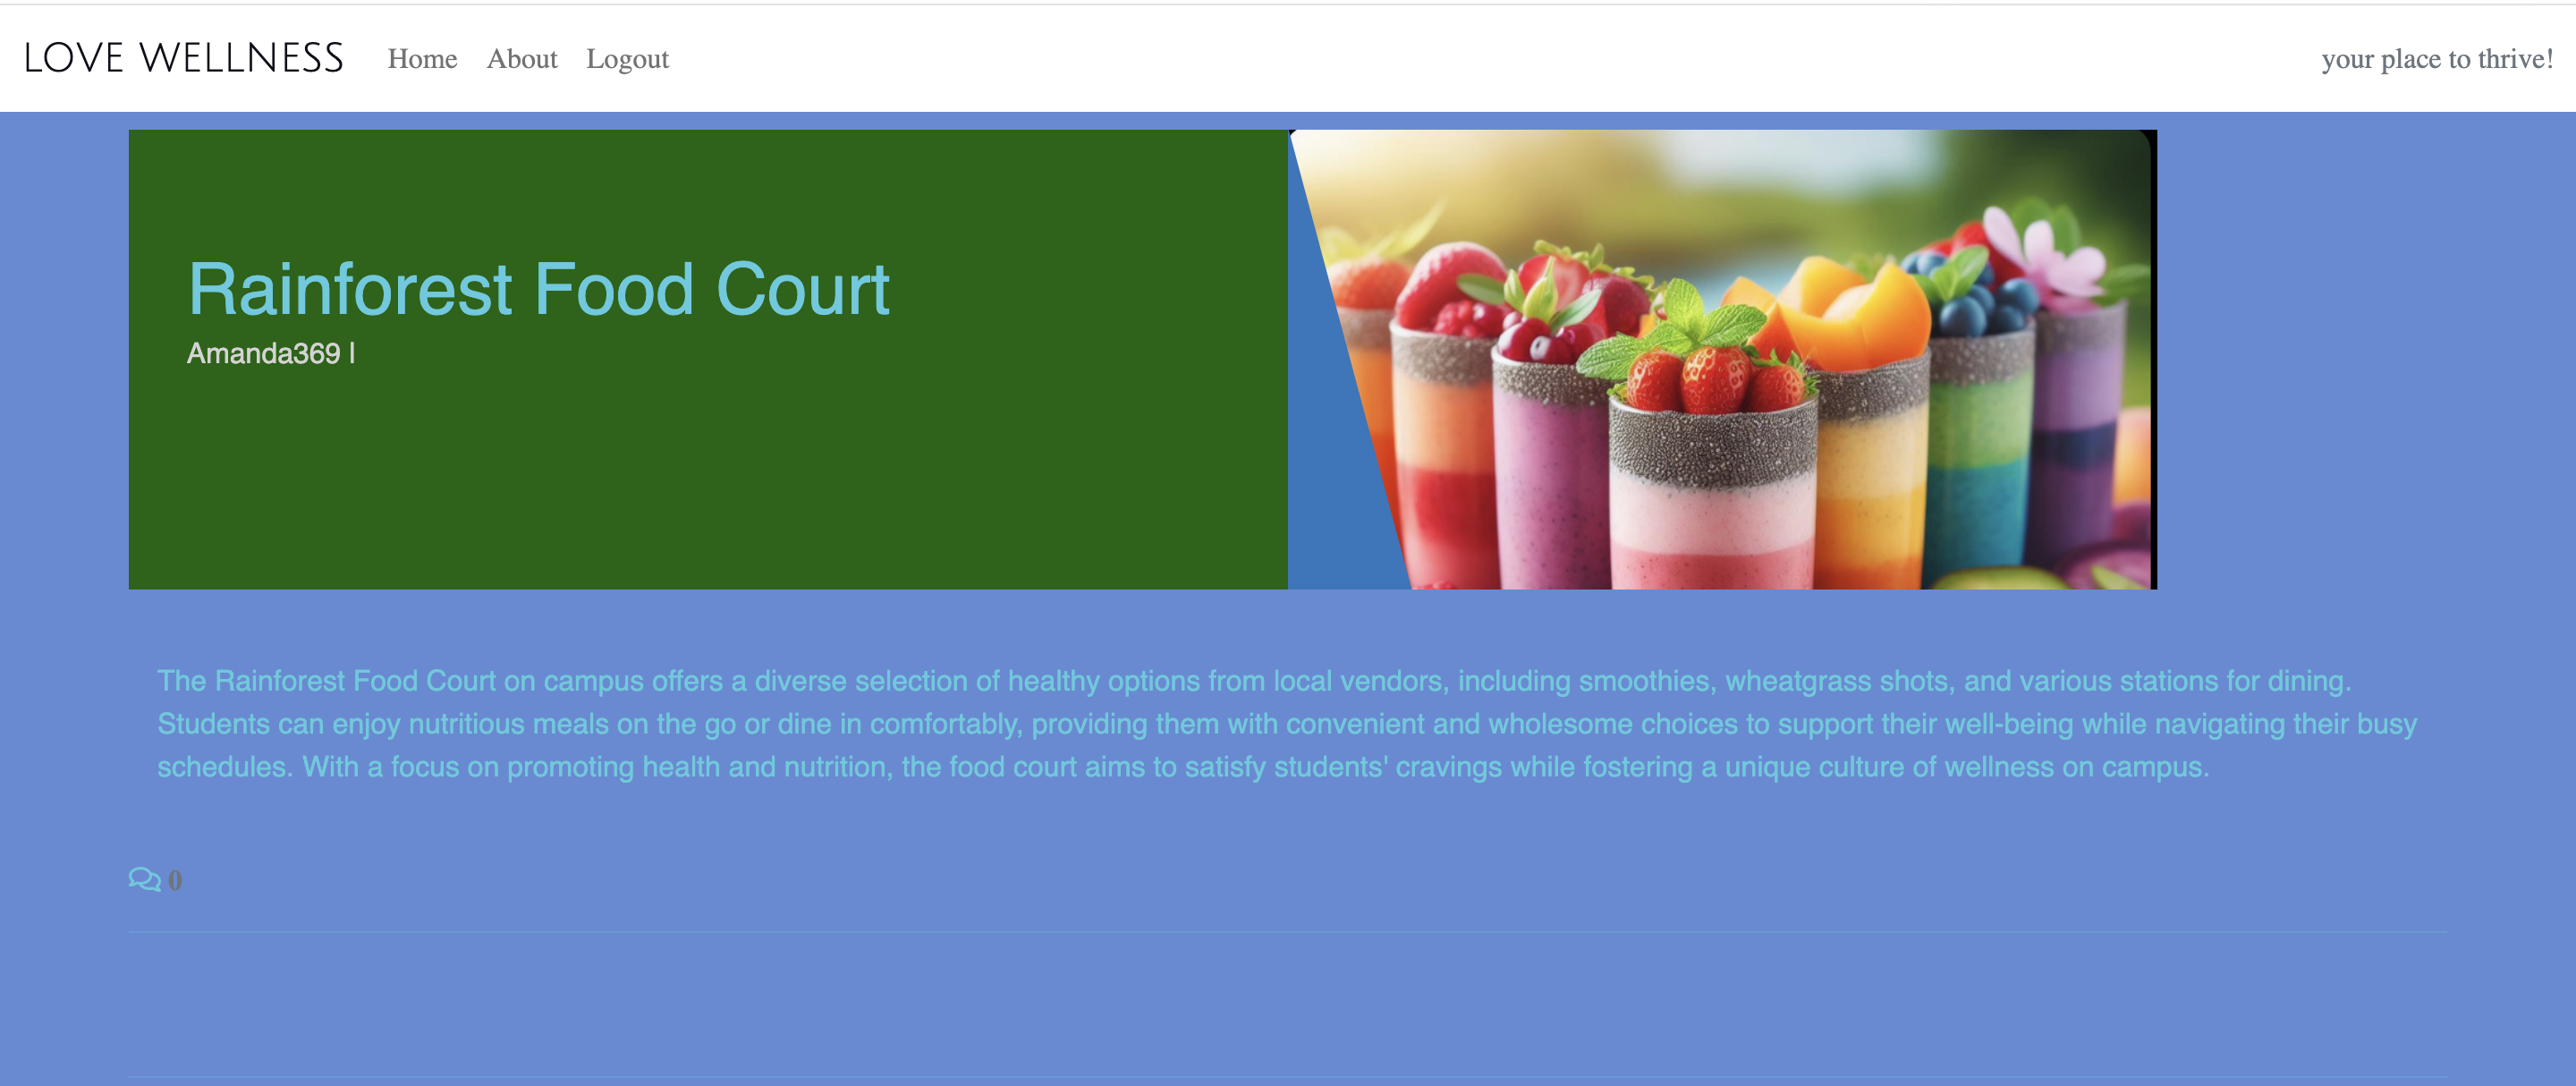 LOVE WELLNESS Home About Logout your place to thrive!
Rainforest Food Court
Amanda369 |
The Rainforest Food Court on campus offers a diverse selection of healthy options from local vendors, including smoothies, wheatgrass shots, and various stations for dining.
Students can enjoy nutritious meals on the go or dine in comfortably, providing them with convenient and wholesome choices to support their well-being while navigating their busy
schedules. With a focus on promoting health and nutrition, the food court aims to satisfy students' cravings while fostering a unique culture of wellness on campus.
0